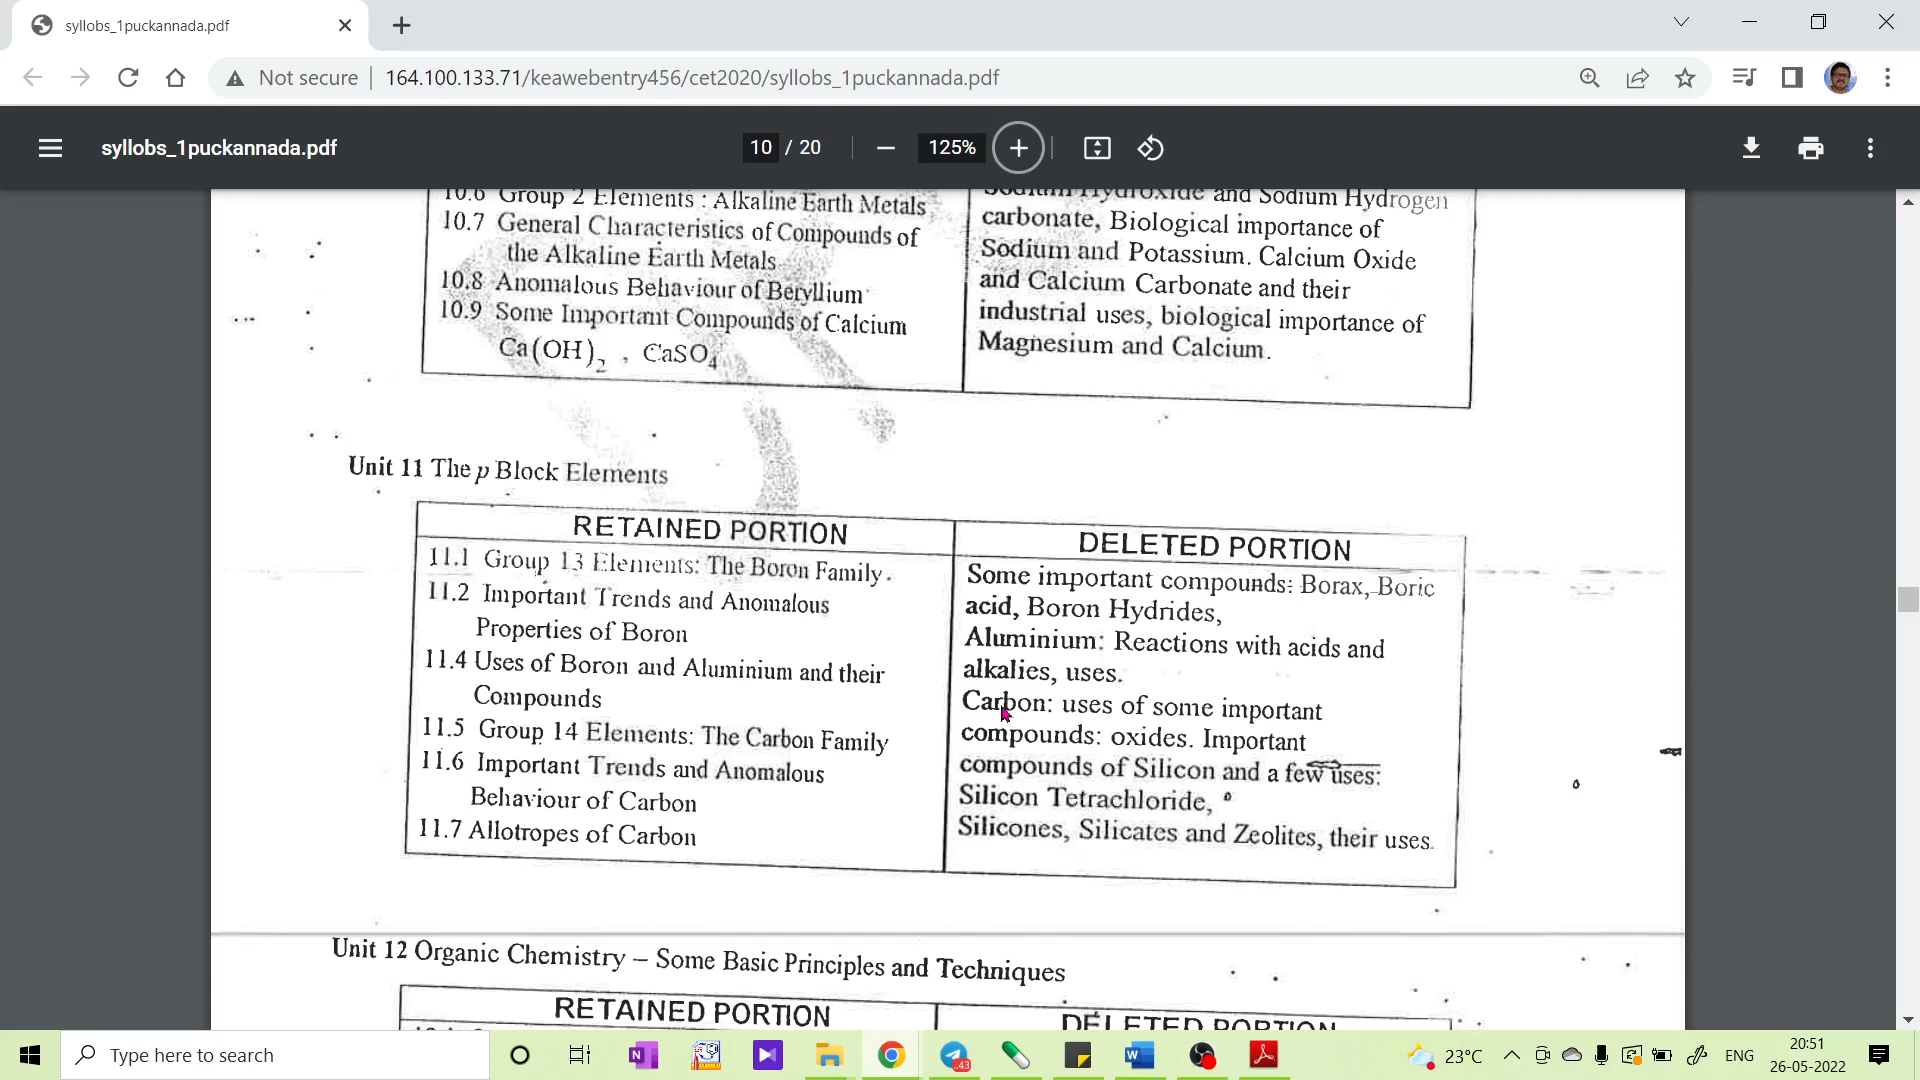 syllobs_1puckannada.pdf
Not secure
164.100.133.71/keawebentry456/cet2020/syllobs_1puckannada.pdf
syllobs_1puckannada.pdf
10 / 20
125%
10.6 Group 2 Elements : Alkaline Earth Metals
10.7 General Characteristics of Compounds of
the Alkaline Earth Metals
10.8 Anomalous Behaviour of Beryllium
10.9 Some Important Compounds of Calcium
Ca(OH)2 , CaSO4
Sodium Hydroxide and Sodium Hydrogen
carbonate, Biological importance of
Sodium and Potassium. Calcium Oxide
and Calcium Carbonate and their
industrial uses, biological importance of
Magnesium and Calcium.
Unit 11 The p Block Elements
RETAINED PORTION
11.1 Group 13 Elements: The Boron Family.
11.2 Important Trends and Anomalous
Properties of Boron
11.4 Uses of Boron and Aluminium and their
Compounds
11.5 Group 14 Elements: The Carbon Family
11.6 Important Trends and Anomalous
Behaviour of Carbon
11.7 Allotropes of Carbon
DELETED PORTION
Some important compounds: Borax, Boric
acid, Boron Hydrides,
Aluminium: Reactions with acids and
alkalies, uses.
Carbon: uses of some important
compounds: oxides. Important
compounds of Silicon and a few uses:
Silicon Tetrachloride,
Silicones, Silicates and Zeolites, their uses.
Unit 12 Organic Chemistry – Some Basic Principles and Techniques
RETAINED PORTION
DELETED PORTION
Type here to search
.43
23°C
ENG
20:51
26-05-2022